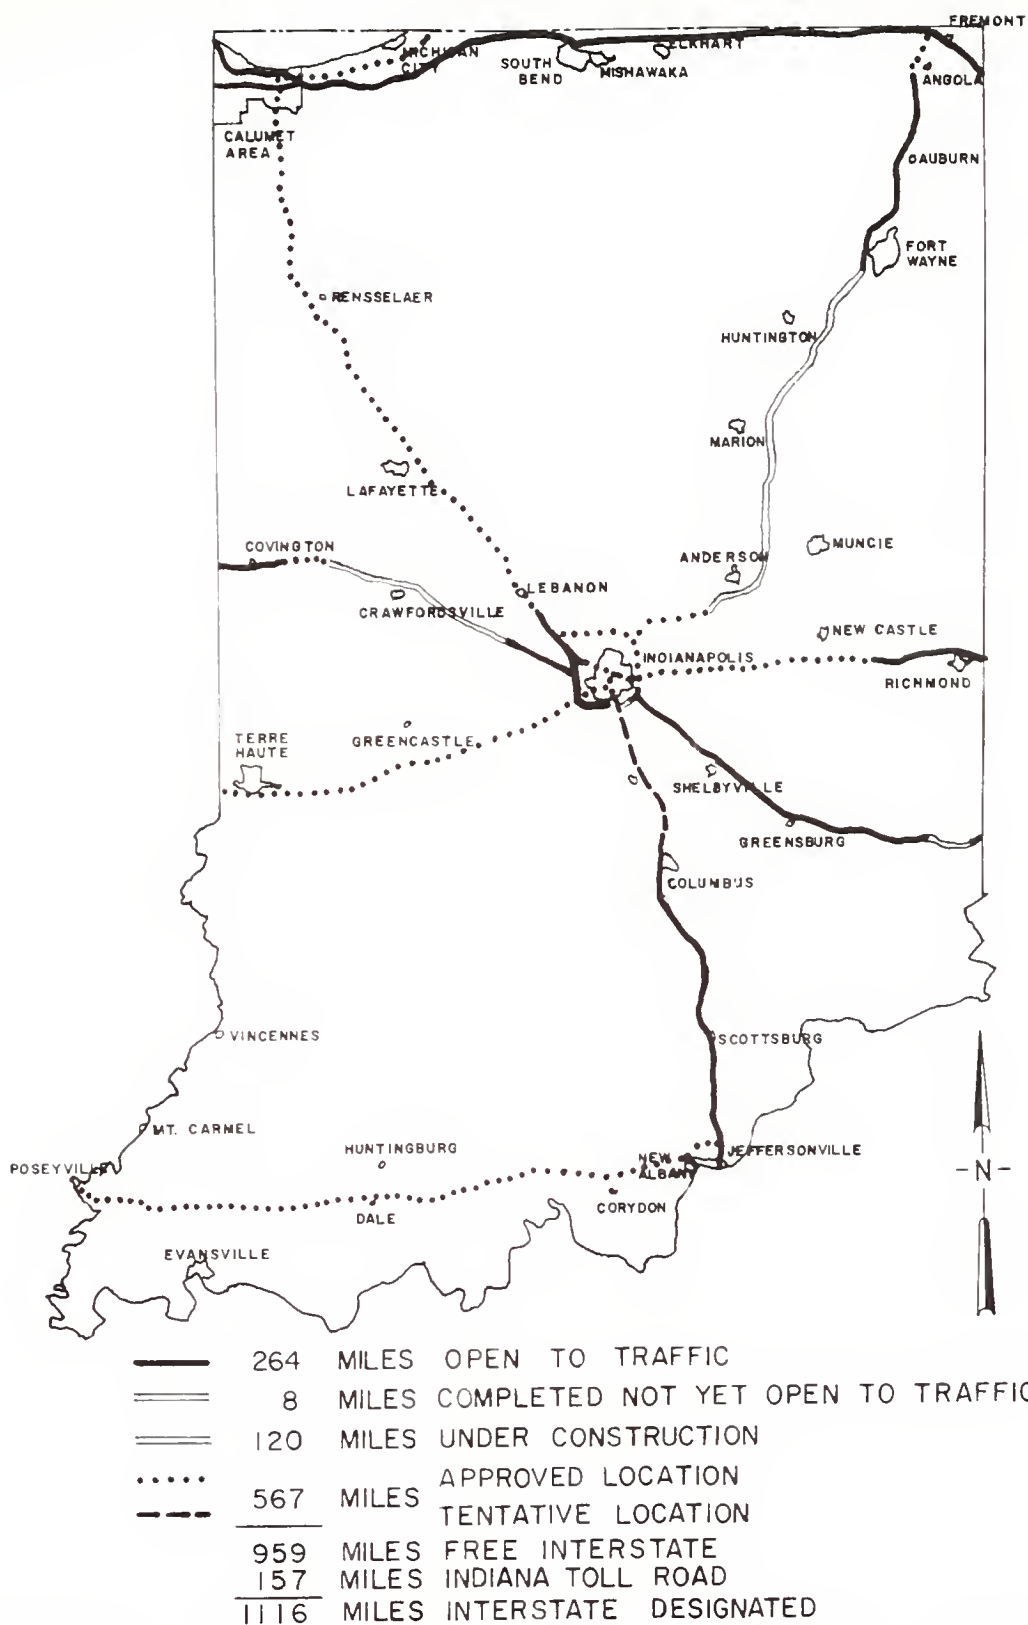 FREMONT
MICHIGAN
CITY
SOUTH
BEND
MISHAWAKA
ELKHART
ANGOLA
CALUMET
AREA
AUBURN
FORT
WAYNE
RENSSELAER
HUNTINGTON
MARION
LAFAYETTE
COVINGTON
ANDERSON
MUNCIE
CRAWFORDSVILLE
LEBANON
NEW CASTLE
INDIANAPOLIS
RICHMOND
TERRE
HAUTE
GREENCASTLE
SHELBYVILLE
GREENSBURG
COLUMBUS
VINCENNES
SCOTTSBURG
MT. CARMEL
HUNTINGBURG
NEW
ALBANY
JEFFERSONVILLE
POSEYVILLE
-N-
DALE
CORYDON
EVANSVILLE
264 MILES OPEN TO TRAFFIC
8 MILES COMPLETED NOT YET OPEN TO TRAFFIC
120 MILES UNDER CONSTRUCTION
APPROVED LOCATION
567 MILES
TENTATIVE LOCATION
959 MILES FREE INTERSTATE
157 MILES INDIANA TOLL ROAD
1116 MILES INTERSTATE DESIGNATED